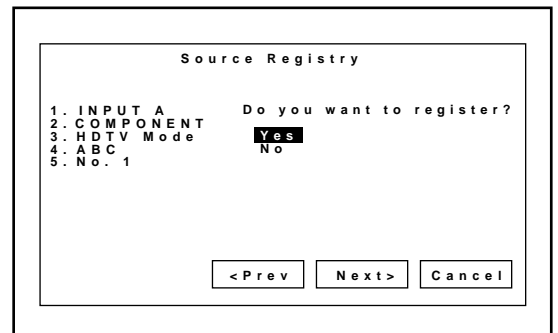 Source Registry
1. INPUT A
2. COMPONENT
3. HDTV Mode
4. ABC
5. No. 1
Do you want to register?
Yes
No
<Prev
Next>
Cancel